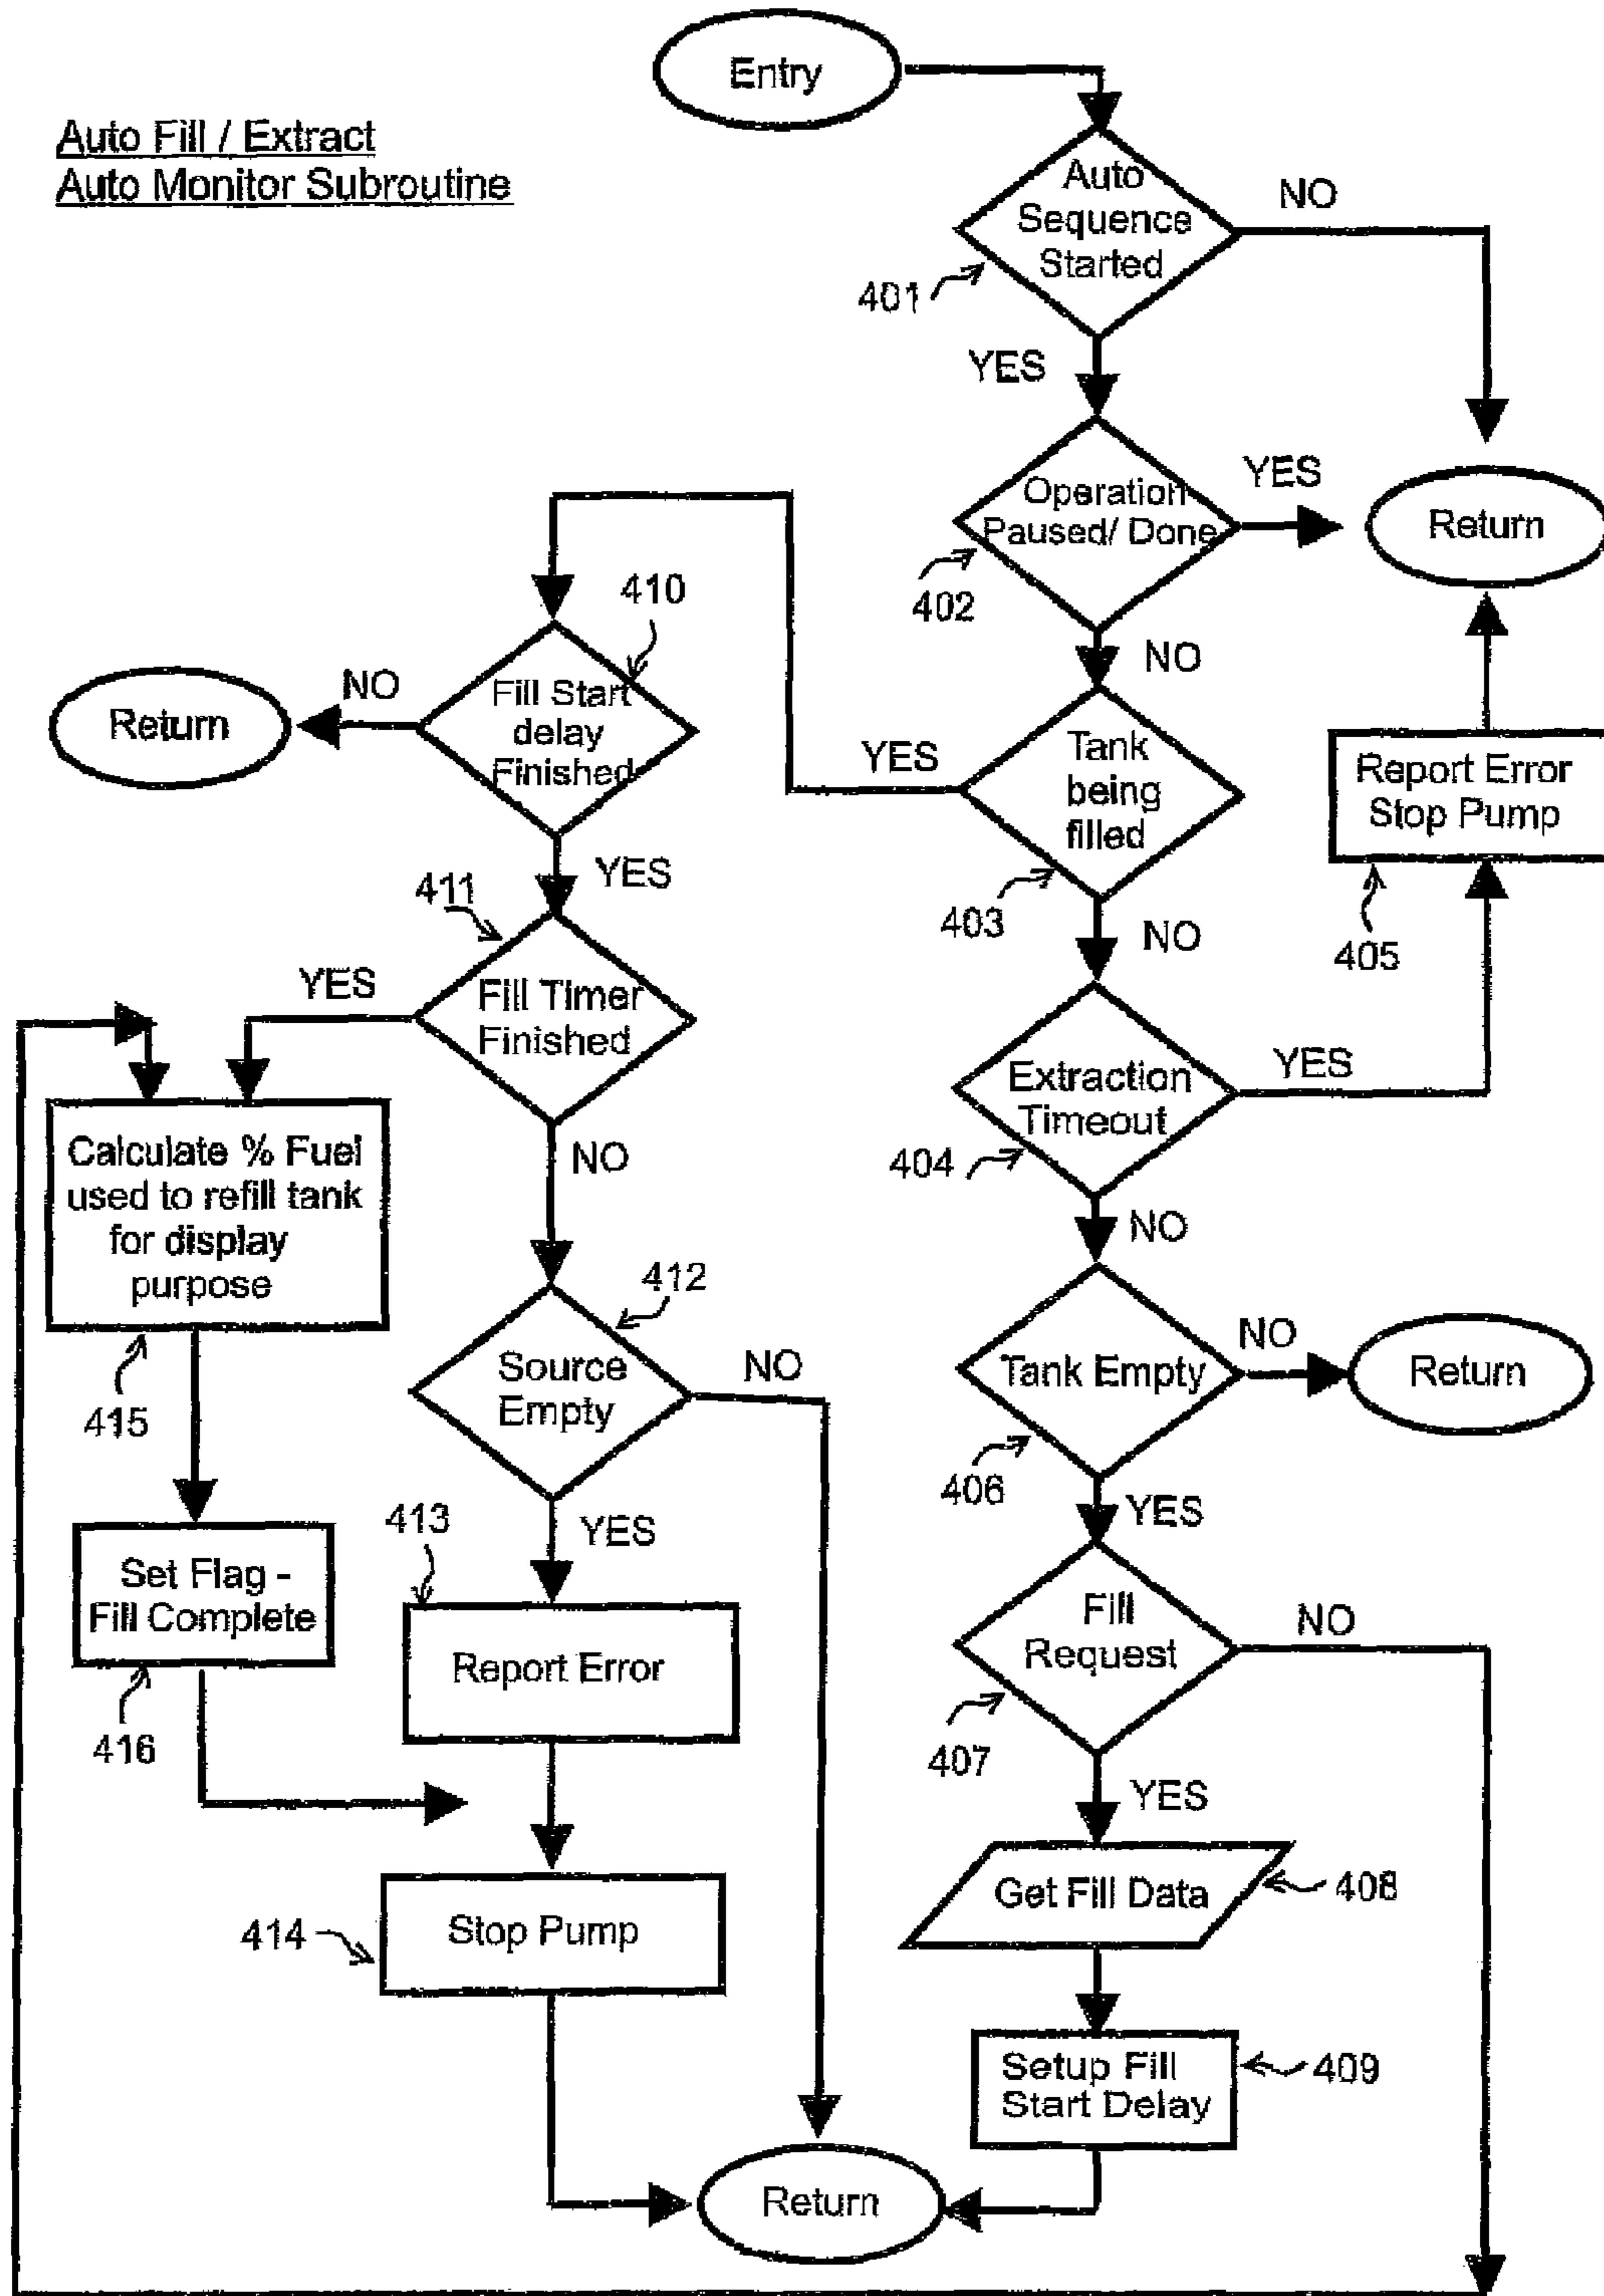 Auto Fill / Extract
Auto Monitor Subroutine
Entry
Auto
Sequence
Started
NO
401
YES
Operation
Paused/ Done
YES
Return
402
NO
410
Fill Start
delay
Finished
NO
Return
YES
Tank
being
filled
YES
403
NO
Report Error
Stop Pump
405
411
Fill Timer
Finished
YES
NO
Extraction
Timeout
YES
404
NO
Calculate % Fuel
used to refill tank
for display
purpose
415
412
Source
Empty
NO
YES
Tank Empty
NO
Return
406
YES
Set Flag -
Fill Complete
416
413
Report Error
Fill
Request
NO
407
YES
Get Fill Data
408
414
Stop Pump
Setup Fill
Start Delay
409
Return